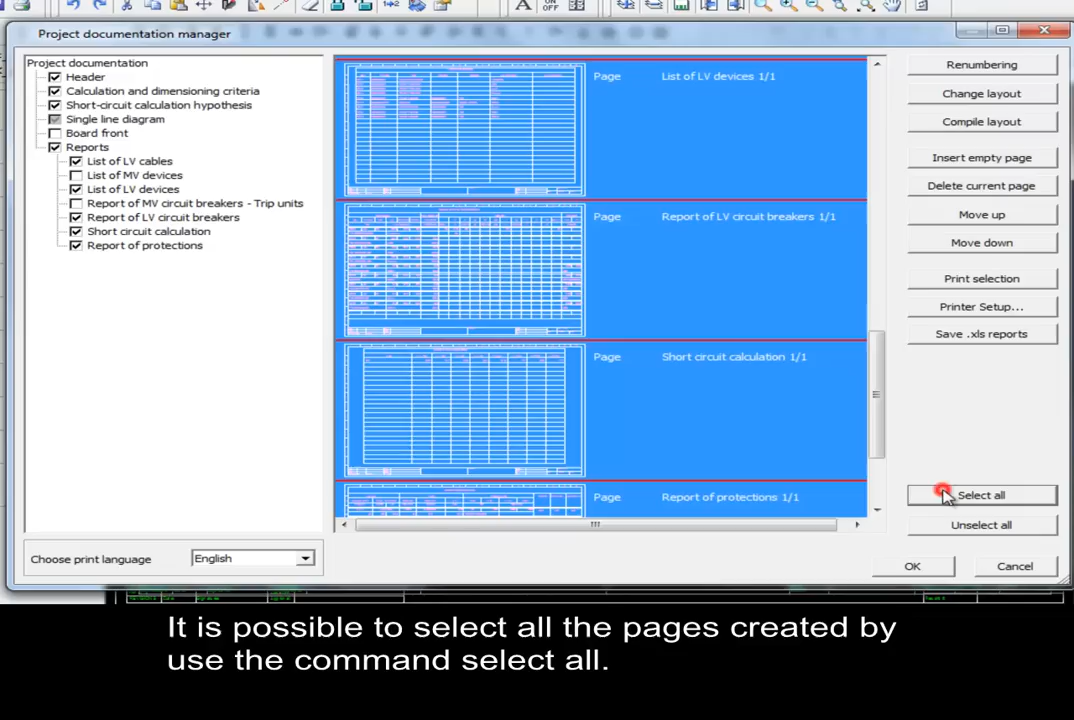 A
ON
OFF
Project documentation manager
Project documentation
Header
Calculation and dimensioning criteria
Short-circuit calculation hypothesis
Single line diagram
Board front
Reports
List of LV cables
List of MV devices
List of LV devices
Report of MV circuit breakers - Trip units
Report of LV circuit breakers
Short circuit calculation
Report of protections
Choose print language
English
Page List of LV devices 1/1
Page Report of LV circuit breakers 1/1
Page Short circuit calculation 1/1
Page Report of protections 1/1
Renumbering
Change layout
Compile layout
Insert empty page
Delete current page
Move up
Move down
Print selection
Printer Setup...
Save .xls reports
Select all
Unselect all
OK
Cancel
It is possible to select all the pages created by
use the command select all.